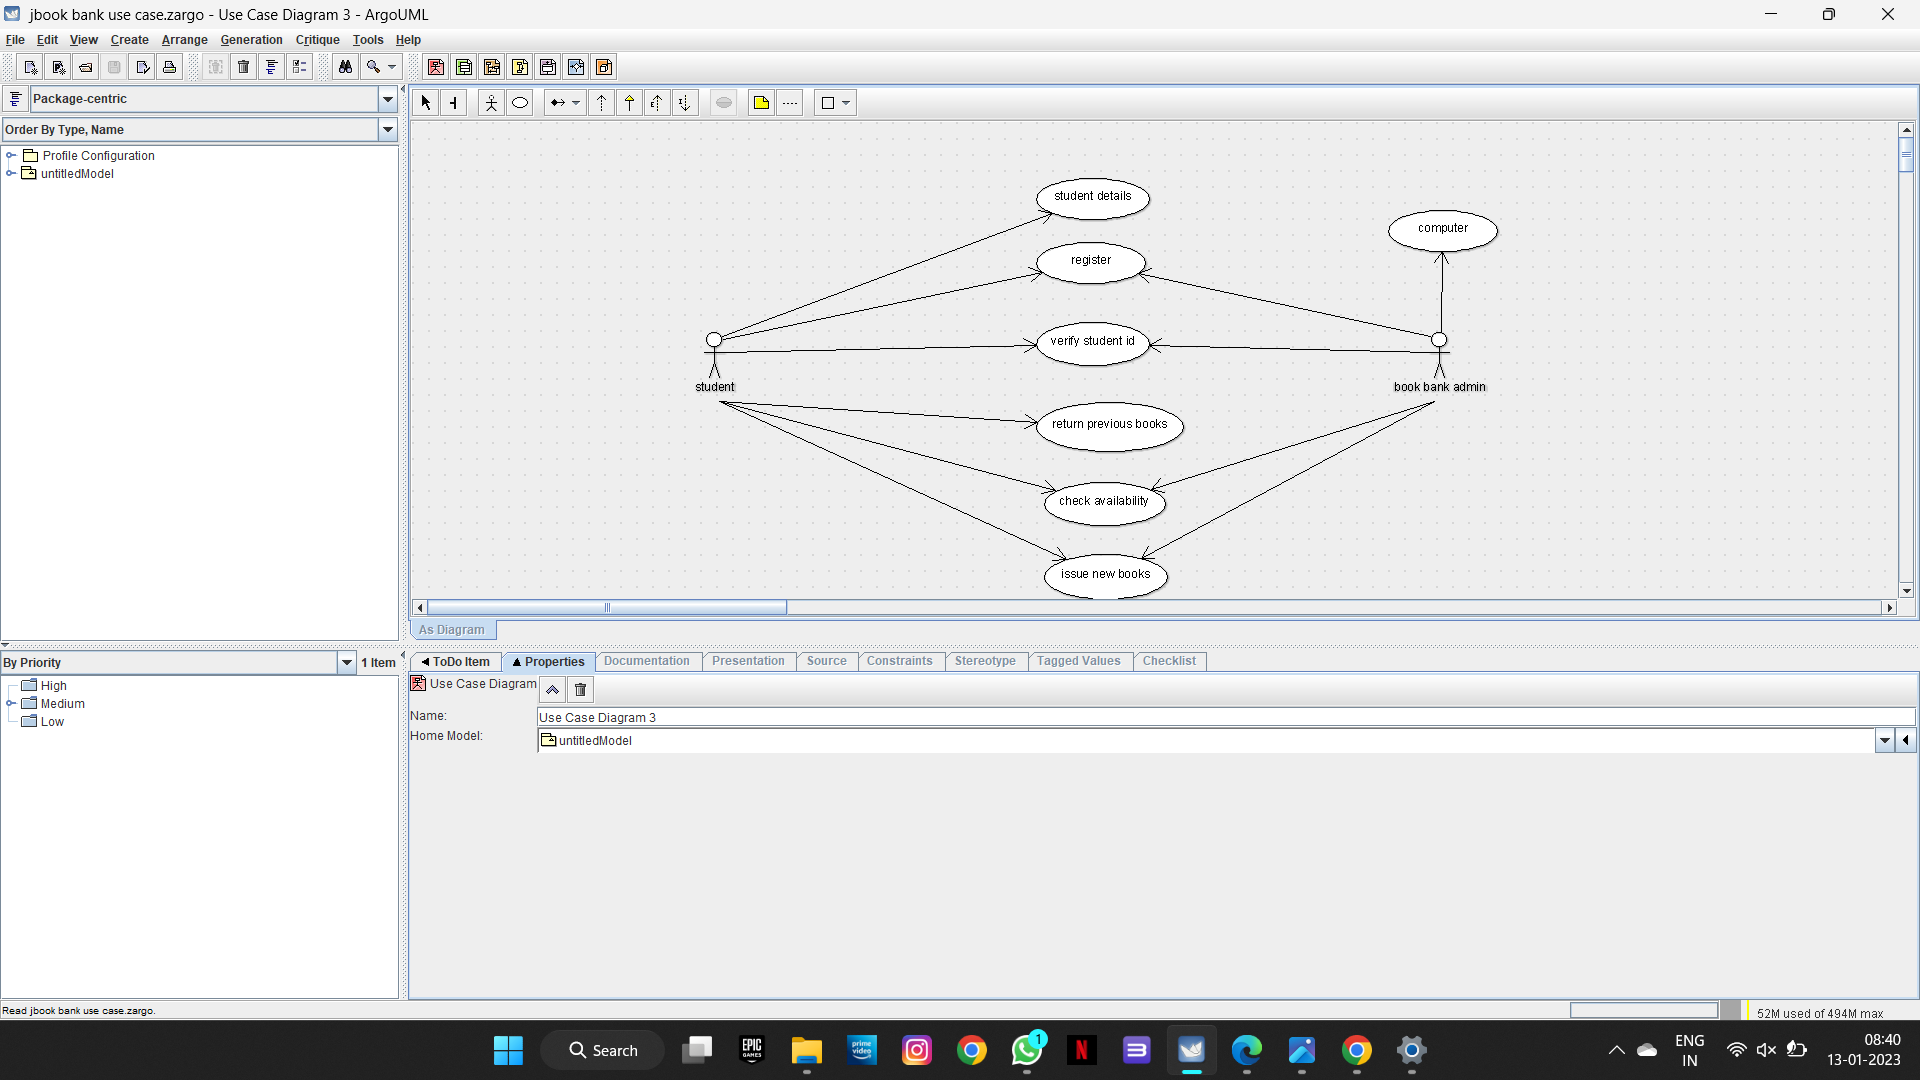 jbook bank use case.zargo - Use Case Diagram 3 - ArgoUML
File Edit View Create Arrange Generation Critique Tools Help
Package-centric
Order By Type, Name
Profile Configuration
untitledModel
student details
computer
register
verify student id
student
book bank admin
return previous books
check availability
issue new books
As Diagram
By Priority
1 Item
High
Medium
Low
ToDo Item Properties Documentation Presentation Source Constraints Stereotype Tagged Values Checklist
Use Case Diagram
Name:
Use Case Diagram 3
Home Model:
untitledModel
Read jbook bank use case.zargo.
52M used of 494M max
Search
EPIC GAMES
prime video
1
N
B
ENG
IN
08:40
13-01-2023